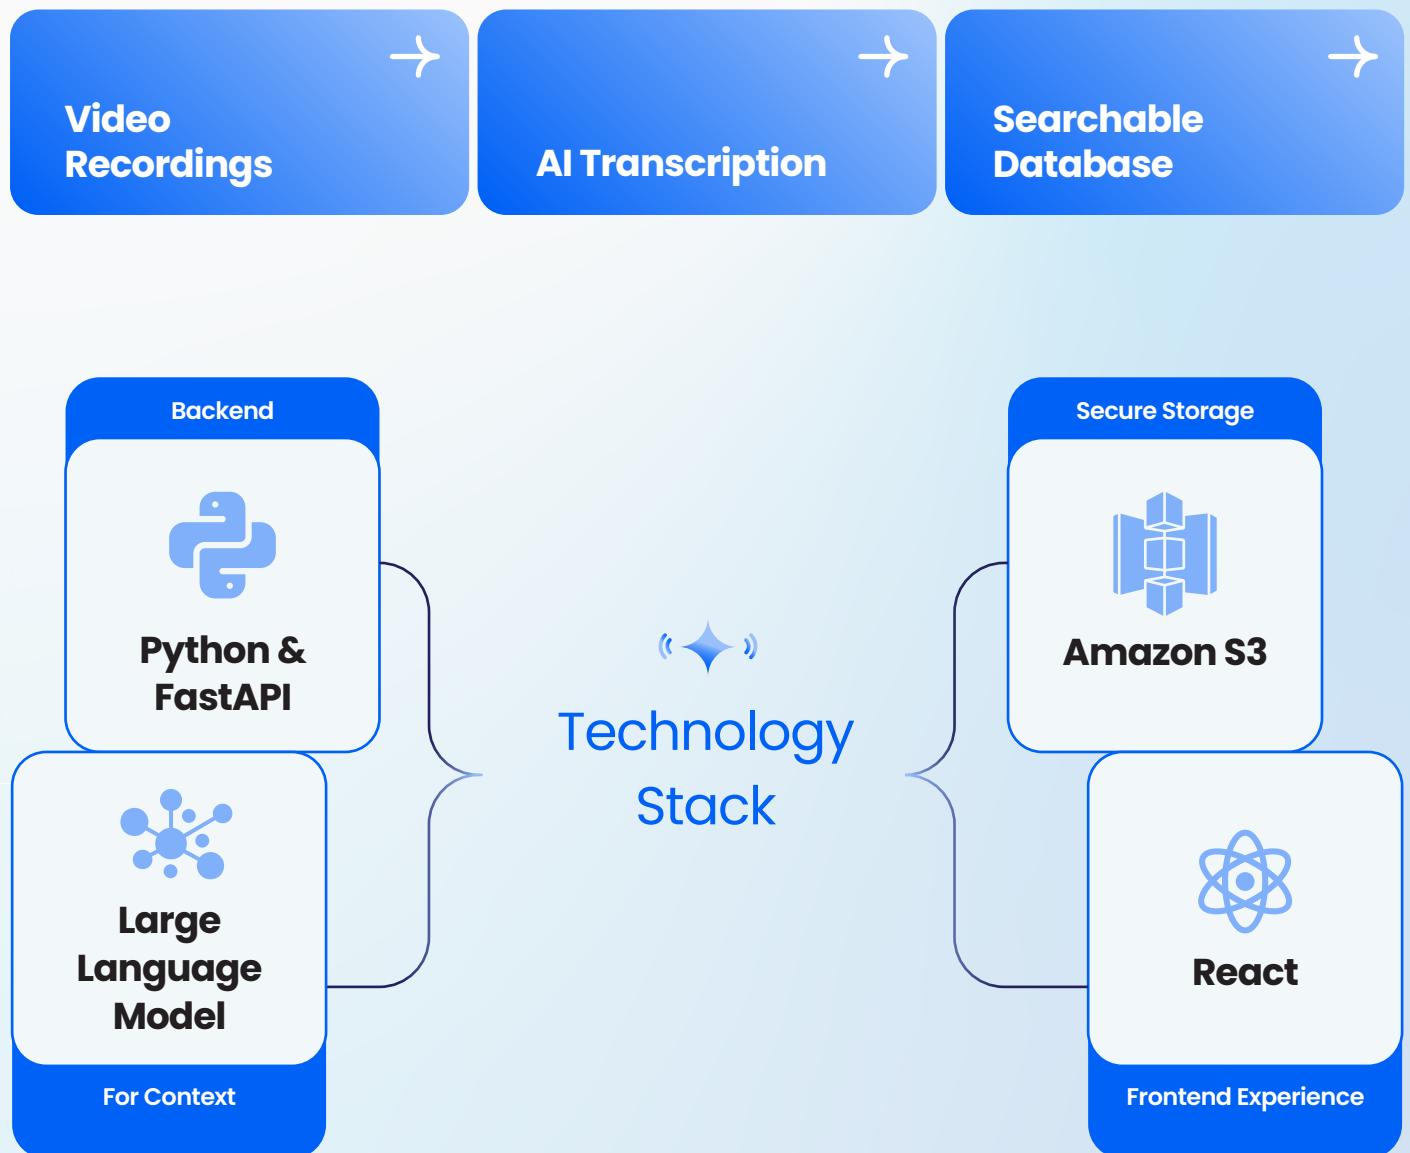 Video
Recordings
AI Transcription
Searchable
Database
Backend
Python &
FastAPI
Large
Language
Model
For Context
Technology
Stack
Secure Storage
Amazon S3
React
Frontend Experience